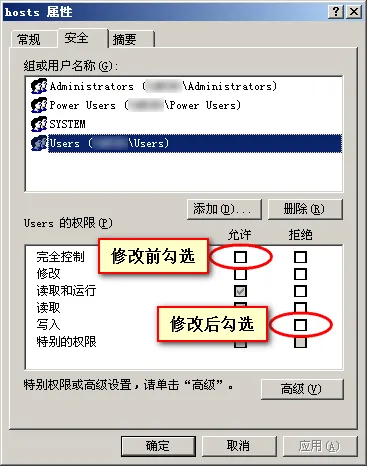 hosts 属性
常规 安全 摘要
组或用户名称(G):
Administrators ( \Administrators)
Power Users ( \Power Users)
SYSTEM
Users ( \Users)
添加(D)... 删除(R)
Users 的权限(P) 允许 拒绝
完全控制
修改前勾选
修改
读取和运行
读取
写入
修改后勾选
特别的权限
特别权限或高级设置，请单击“高级”。 高级(V)
确定 取消 应用(A)